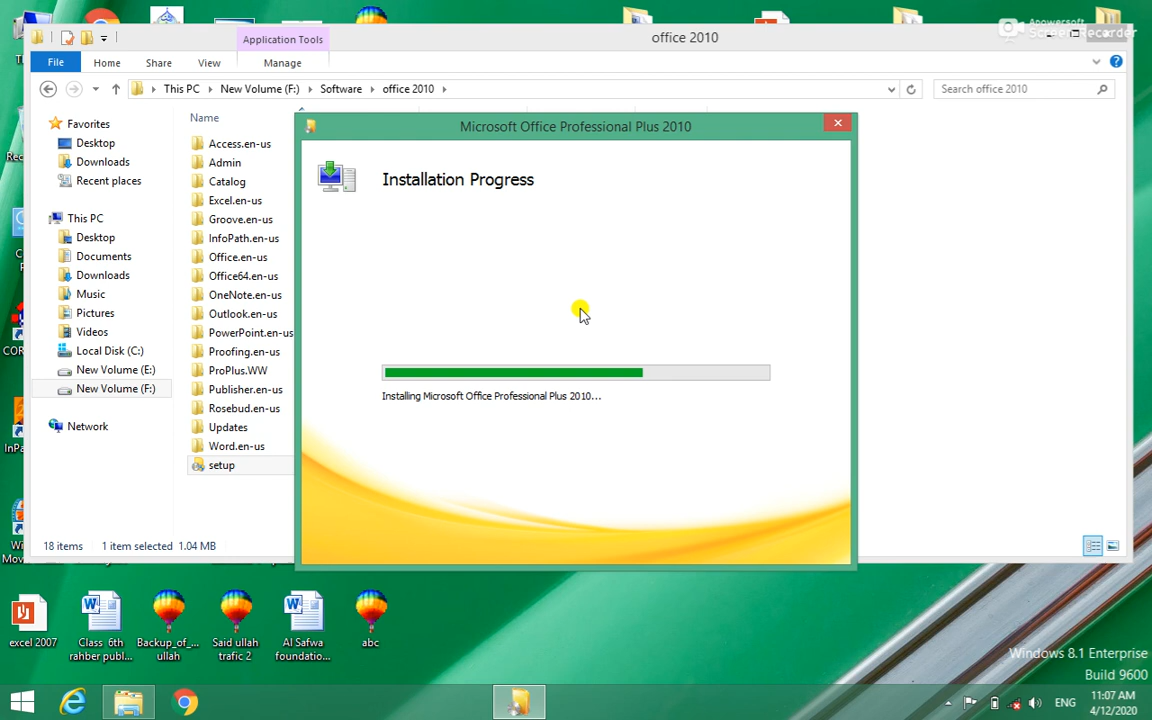 Apowersoft
Screen Recorder
Application Tools
office 2010
File
Home
Share
View
Manage
This PC
New Volume (F:)
Software
office 2010
Search office 2010
Name
Favorites
Desktop
Downloads
Recent places
This PC
Desktop
Documents
Downloads
Music
Pictures
Videos
Local Disk (C:)
New Volume (E:)
New Volume (F:)
Network
Access.en-us
Admin
Catalog
Excel.en-us
Groove.en-us
InfoPath.en-us
Office.en-us
Office64.en-us
OneNote.en-us
Outlook.en-us
PowerPoint.en-us
Proofing.en-us
ProPlus.WW
Publisher.en-us
Rosebud.en-us
Updates
Word.en-us
setup
Microsoft Office Professional Plus 2010
Installation Progress
Installing Microsoft Office Professional Plus 2010...
18 items
1 item selected 1.04 MB
excel 2007
Class 6th
rahber publ...
Backup_of_...
ullah
Said ullah
trafic 2
Al Safwa
foundatio...
abc
Windows 8.1 Enterprise
Build 9600
ENG
11:07 AM
4/12/2020